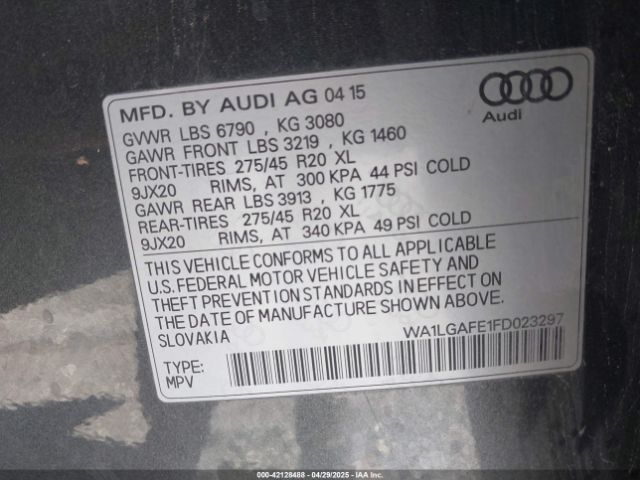 MFD. BY AUDI AG 04 15
GVWR LBS 6790 , KG 3080
GAWR FRONT LBS 3219 , KG 1460
FRONT-TIRES 275/45 R20 XL
9JX20 RIMS, AT 300 KPA 44 PSI COLD
GAWR REAR LBS 3913 , KG 1775
REAR-TIRES 275/45 R20 XL
9JX20 RIMS, AT 340 KPA 49 PSI COLD
Audi
THIS VEHICLE CONFORMS TO ALL APPLICABLE
U.S. FEDERAL MOTOR VEHICLE SAFETY AND
THEFT PREVENTION STANDARDS IN EFFECT ON
THE DATE OF MANUFACTURE SHOWN ABOVE.
SLOVAKIA
WA1LGAFE1FD023297
TYPE:
MPV
000-42128488 - 04/29/2025 - IAA Inc.